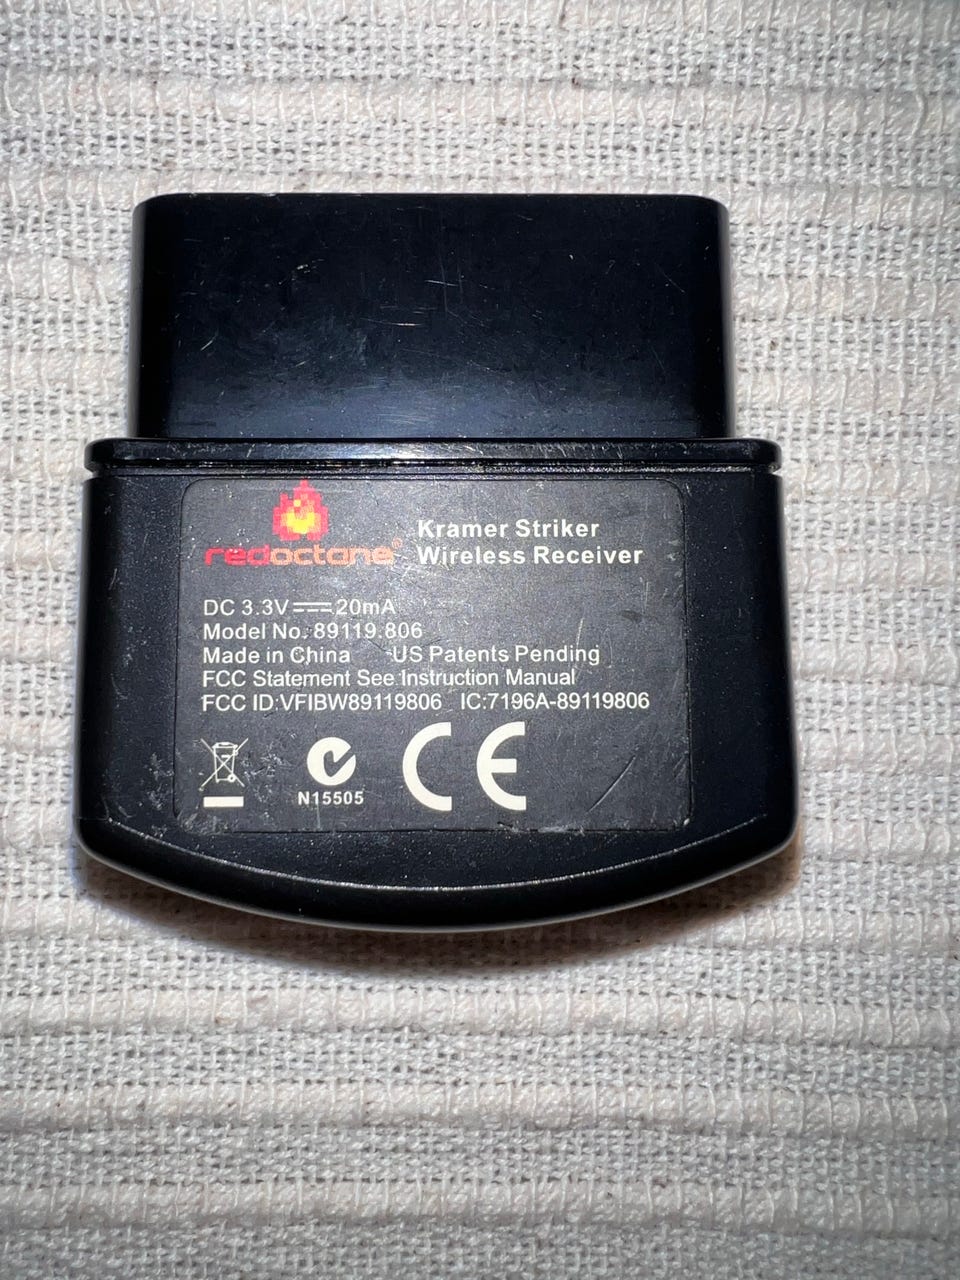 redoctane®
Kramer Striker
Wireless Receiver
DC 3.3V⎓20mA
Model No.:89119.806
Made in China US Patents Pending
FCC Statement See Instruction Manual
FCC ID:VFIBW89119806 IC:7196A-89119806
N15505
CE